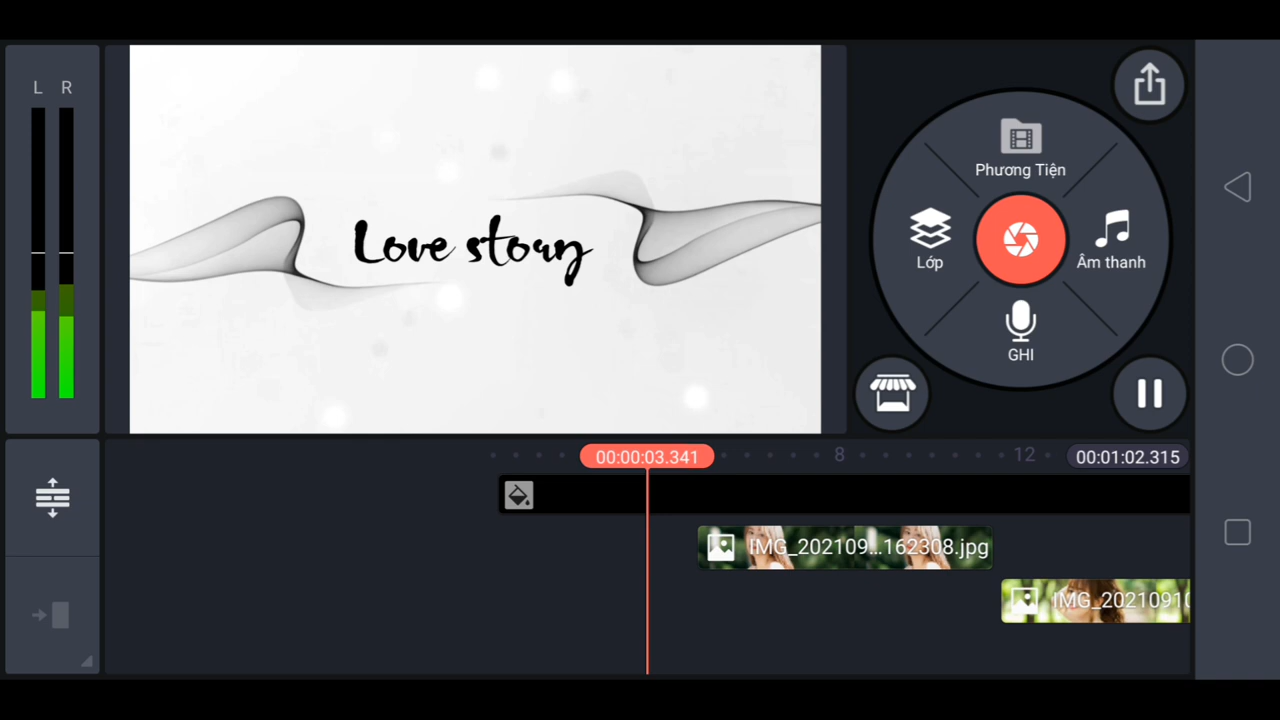 L R
Love story
Phương Tiện
Lớp
Âm thanh
GHI
00:00:03.341
8
12
00:01:02.315
IMG_202109...162308.jpg
IMG_2021091